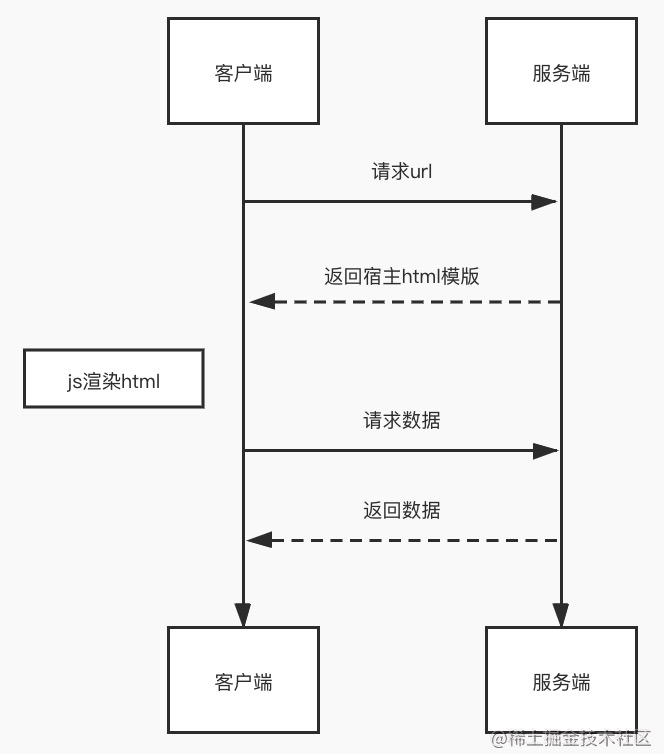 客户端
服务端
请求url
返回宿主html模版
js渲染html
请求数据
返回数据
客户端
服务端
@稀土掘金技术社区